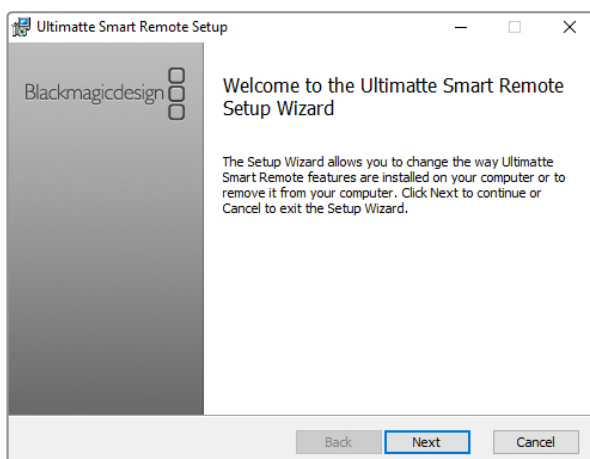 Ultimatte Smart Remote Setup
Blackmagicdesign
Welcome to the Ultimatte Smart Remote
Setup Wizard
The Setup Wizard allows you to change the way Ultimatte
Smart Remote features are installed on your computer or to
remove it from your computer. Click Next to continue or
Cancel to exit the Setup Wizard.
Back Next Cancel